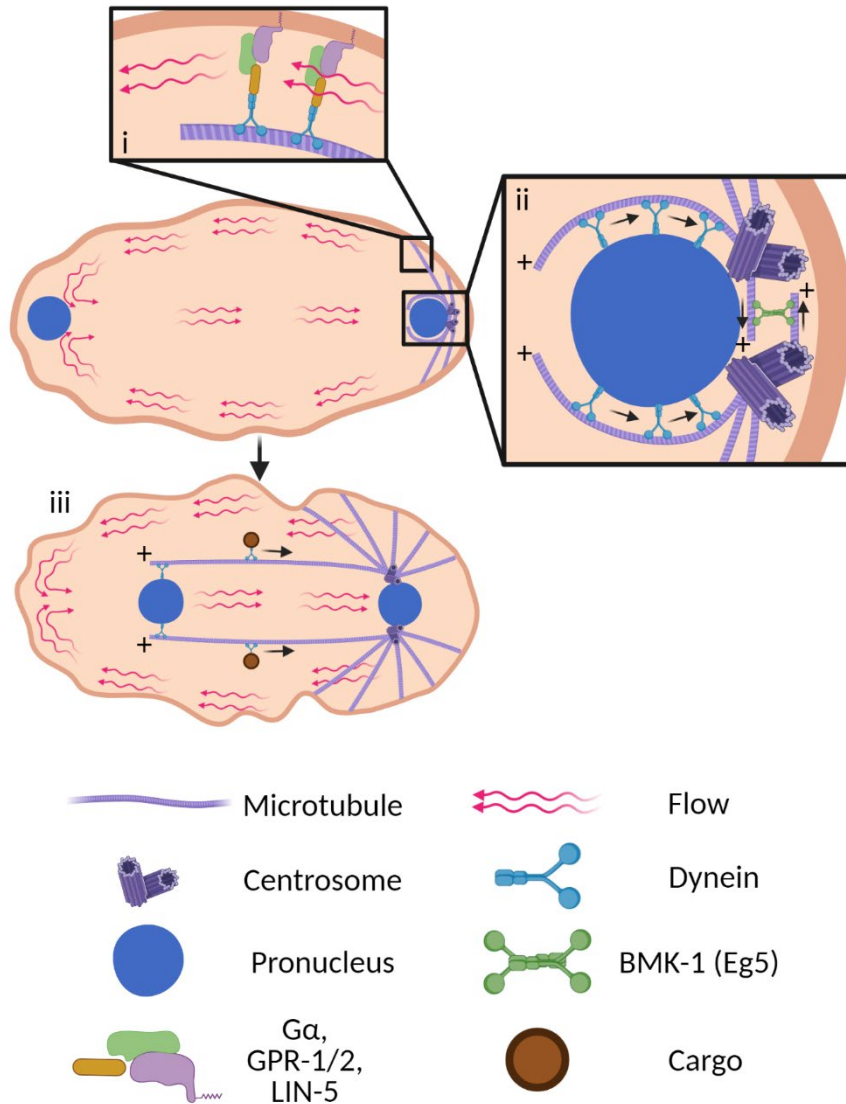 i
ii
+
+
+
+
iii
+
+
Microtubule
Flow
Centrosome
Dynein
Pronucleus
BMK-1 (Eg5)
Gα,
GPR-1/2,
LIN-5
Cargo